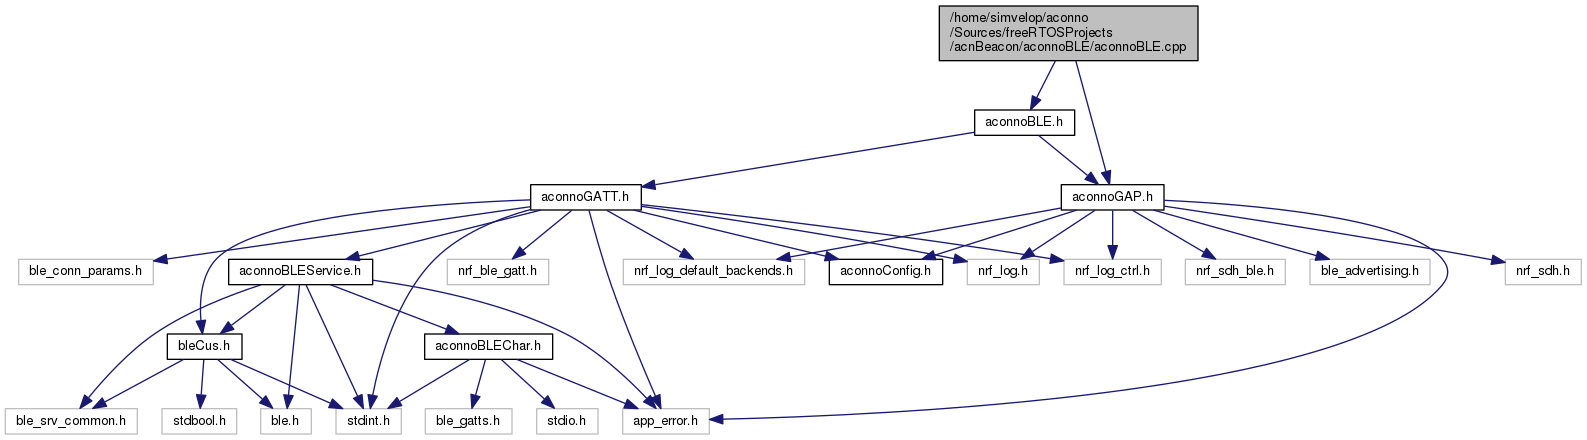 /home/simvelop/aconno
/Sources/freeRTOSProjects
/acnBeacon/aconnoBLE/aconnoBLE.cpp
aconnoBLE.h
aconnoGATT.h
aconnoGAP.h
ble_conn_params.h
aconnoBLEService.h
nrf_ble_gatt.h
nrf_log_default_backends.h
aconnoConfig.h
nrf_log.h
nrf_log_ctrl.h
nrf_sdh_ble.h
ble_advertising.h
nrf_sdh.h
bleCus.h
aconnoBLEChar.h
ble_srv_common.h
stdbool.h
ble.h
stdint.h
ble_gatts.h
stdio.h
app_error.h